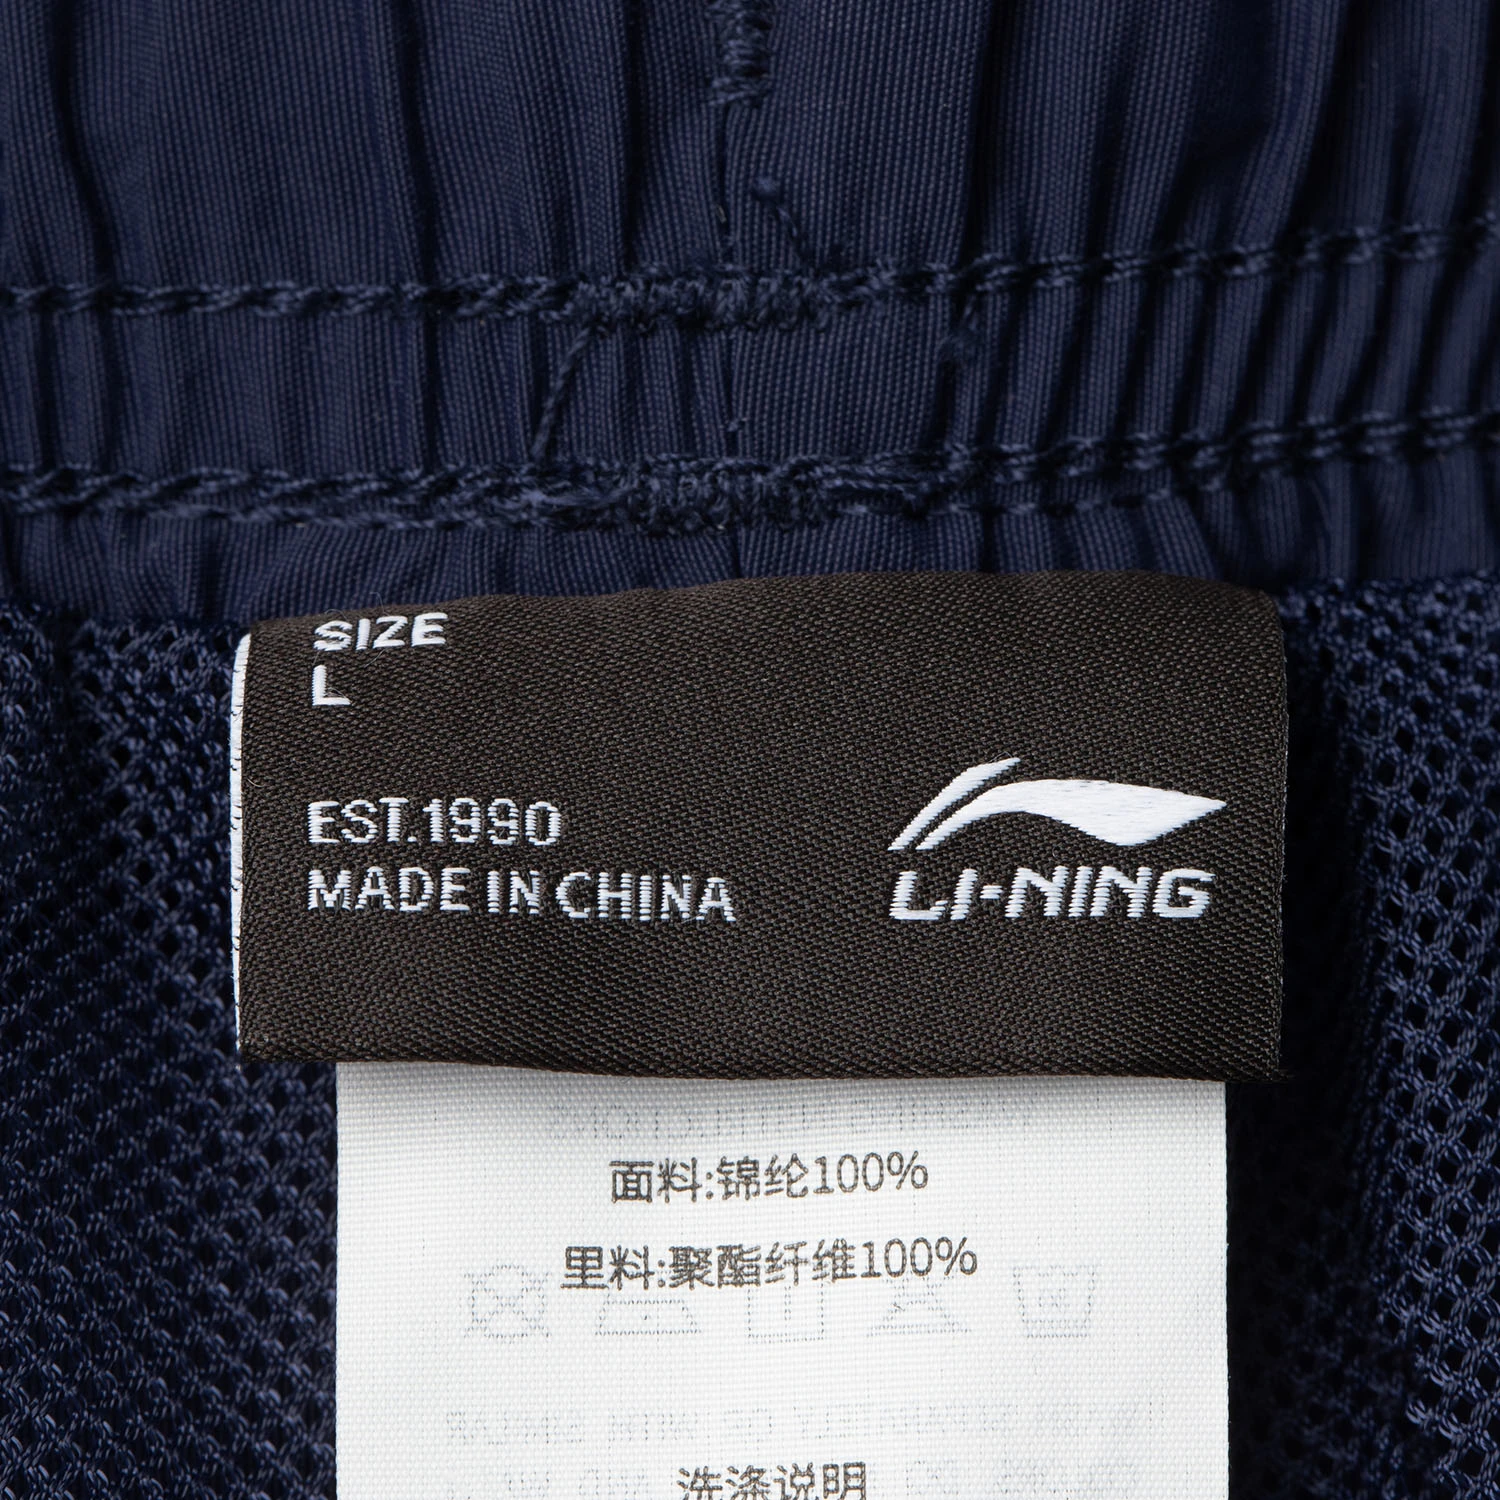 SIZE
L
EST.1990
MADE IN CHINA
LI-NING
面料:锦纶100%
里料:聚酯纤维100%
洗涤说明